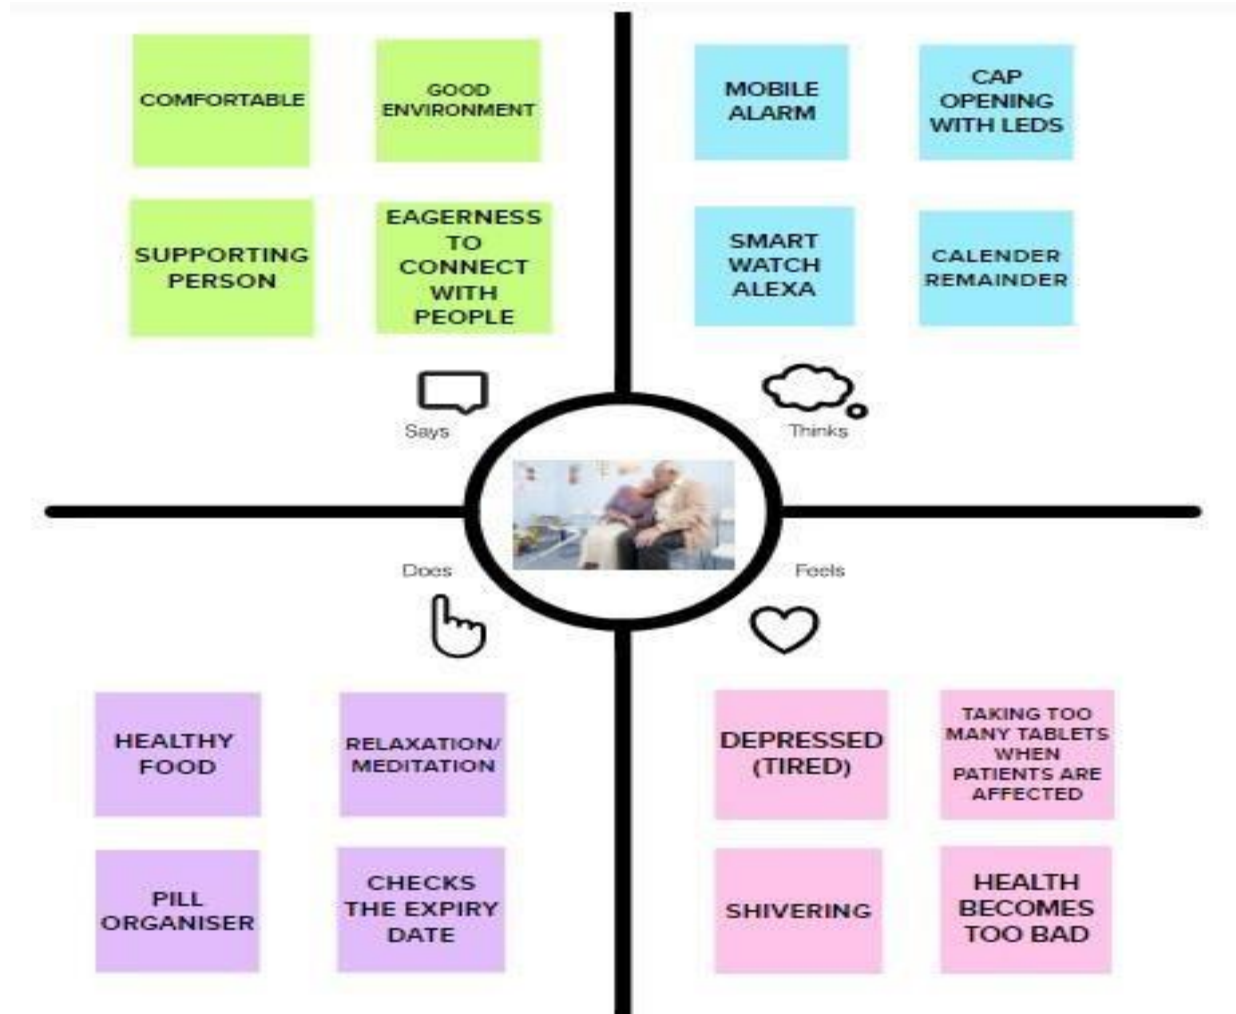 COMFORTABLE
GOOD
ENVIRONMENT
SUPPORTING
PERSON
EAGERNESS
TO
CONNECT
WITH
PEOPLE
MOBILE
ALARM
CAP
OPENING
WITH LEDS
SMART
WATCH
ALEXA
CALENDER
REMAINDER
Says
Thinks
Does
Feels
HEALTHY
FOOD
RELAXATION/
MEDITATION
PILL
ORGANISER
CHECKS
THE EXPIRY
DATE
DEPRESSED
(TIRED)
TAKING TOO
MANY TABLETS
WHEN
PATIENTS ARE
AFFECTED
SHIVERING
HEALTH
BECOMES
TOO BAD